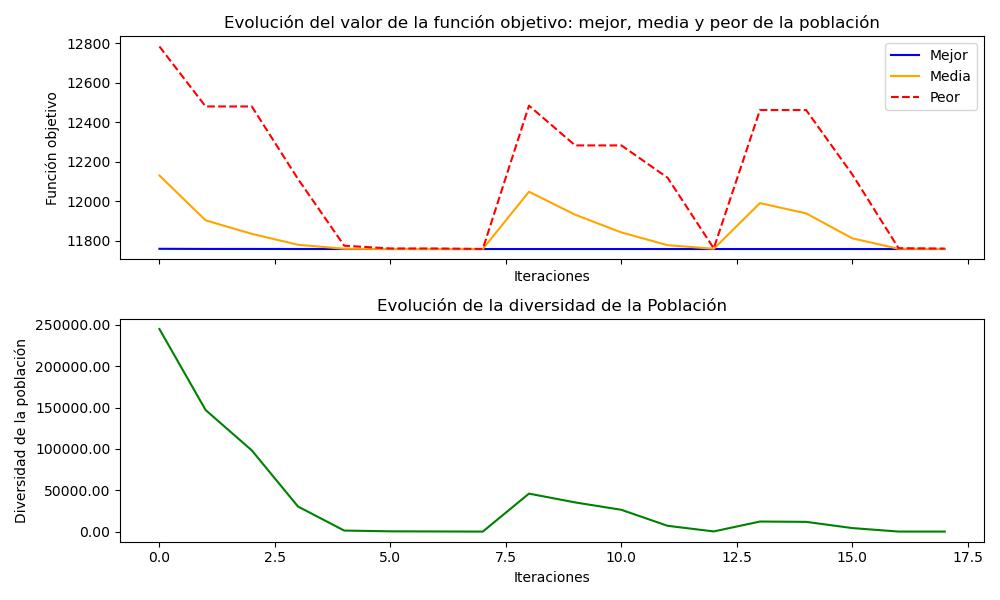 Evolución del valor de la función objetivo: mejor, media y peor de la población
12800
12600
12400
12200
12000
11800
Función objetivo
Mejor
Media
Peor
Iteraciones
Evolución de la diversidad de la Población
250000.00
200000.00
150000.00
100000.00
50000.00
0.00
Diversidad de la población
0.0 2.5 5.0 7.5 10.0 12.5 15.0 17.5
Iteraciones